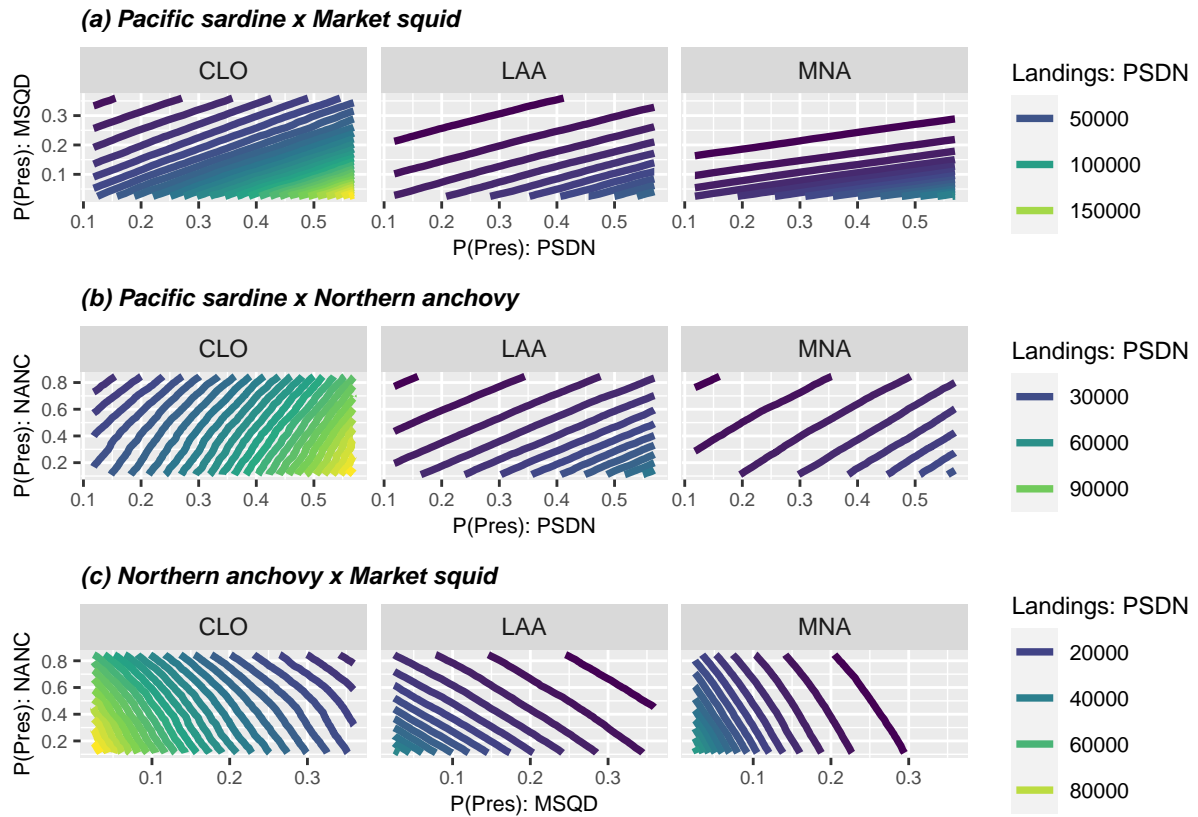 (a) Pacific sardine x Market squid
CLO LAA MNA
P(Pres): MSQD
0.3
0.2
0.1
0.1 0.2 0.3 0.4 0.5 0.1 0.2 0.3 0.4 0.5 0.1 0.2 0.3 0.4 0.5
P(Pres): PSDN
Landings: PSDN
50000
100000
150000
(b) Pacific sardine x Northern anchovy
CLO LAA MNA
P(Pres): NANC
0.8
0.6
0.4
0.2
0.1 0.2 0.3 0.4 0.5 0.1 0.2 0.3 0.4 0.5 0.1 0.2 0.3 0.4 0.5
P(Pres): PSDN
Landings: PSDN
30000
60000
90000
(c) Northern anchovy x Market squid
CLO LAA MNA
P(Pres): NANC
0.8
0.6
0.4
0.2
0.1 0.2 0.3 0.1 0.2 0.3 0.1 0.2 0.3
P(Pres): MSQD
Landings: PSDN
20000
40000
60000
80000